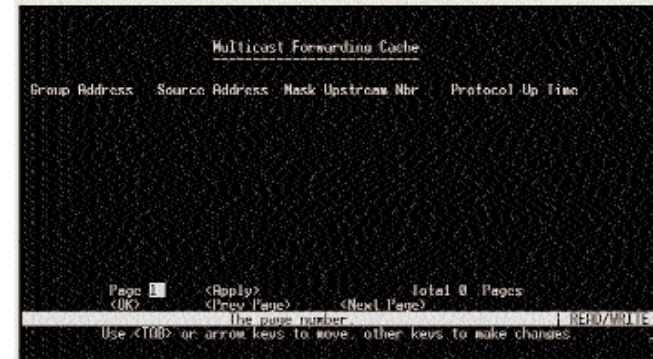 Multicast Forwarding Cache
Group Address Source Address Mask Upstream Nbr Protocol Up Time
Page 1 <Apply> Total 0 Pages
<OK> <Prev Page> <Next Page>
The page number. READ/WRITE
Use <TAB> or arrow keys to move, other keys to make changes